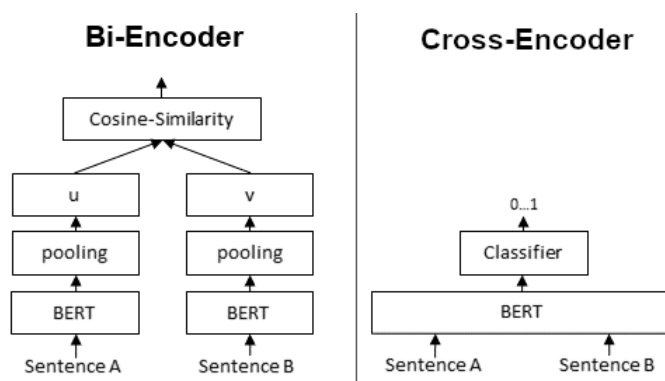 Bi-Encoder
Cosine-Similarity
u v
pooling pooling
BERT BERT
Sentence A Sentence B
Cross-Encoder
0...1
Classifier
BERT
Sentence A Sentence B